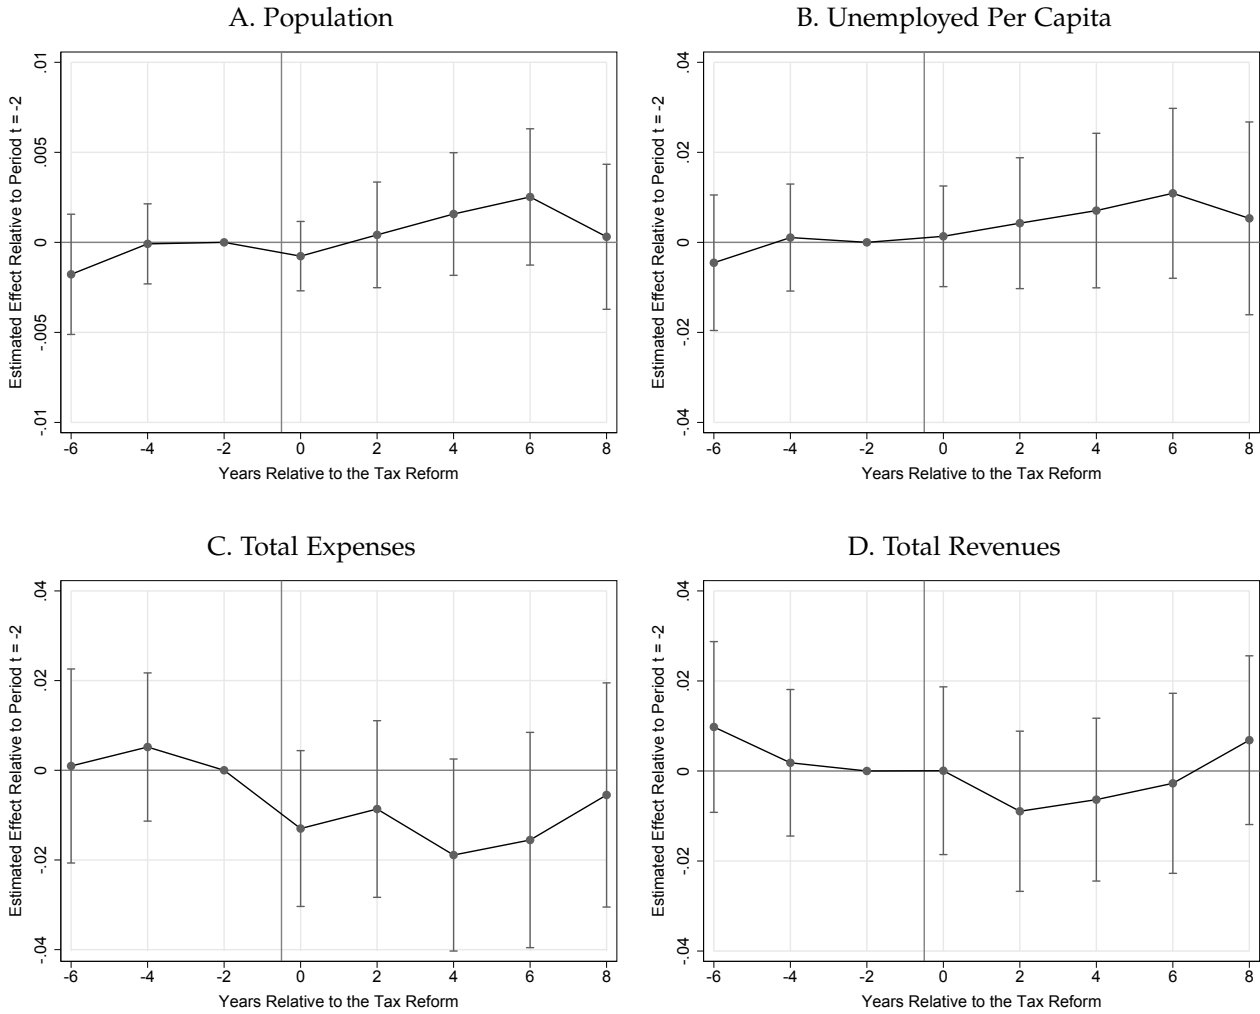 A. Population
Estimated Effect Relative to Period t = -2
.01
.005
0
-.005
-.01
-6 -4 -2 0 2 4 6 8
Years Relative to the Tax Reform
B. Unemployed Per Capita
Estimated Effect Relative to Period t = -2
.04
.02
0
-.02
-.04
-6 -4 -2 0 2 4 6 8
Years Relative to the Tax Reform
C. Total Expenses
Estimated Effect Relative to Period t = -2
.04
.02
0
-.02
-.04
-6 -4 -2 0 2 4 6 8
Years Relative to the Tax Reform
D. Total Revenues
Estimated Effect Relative to Period t = -2
.04
.02
0
-.02
-.04
-6 -4 -2 0 2 4 6 8
Years Relative to the Tax Reform